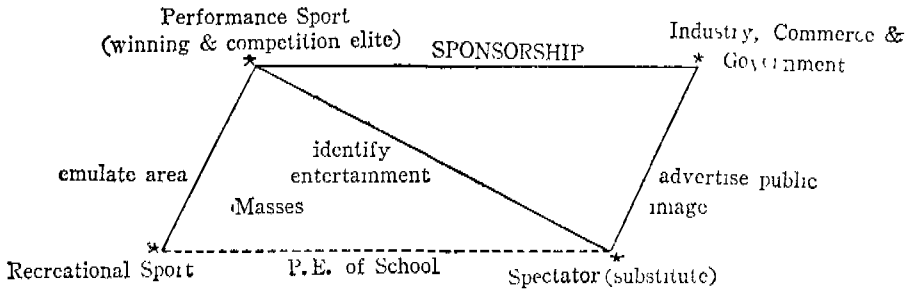 Performance Sport
(winning & competition elite)
Industry, Commerce &
Government
SPONSORSHIP
identify
entertainment
emulate area
advertise public
image
Masses
Recreational Sport
P.E. of School
Spectator (substitute)